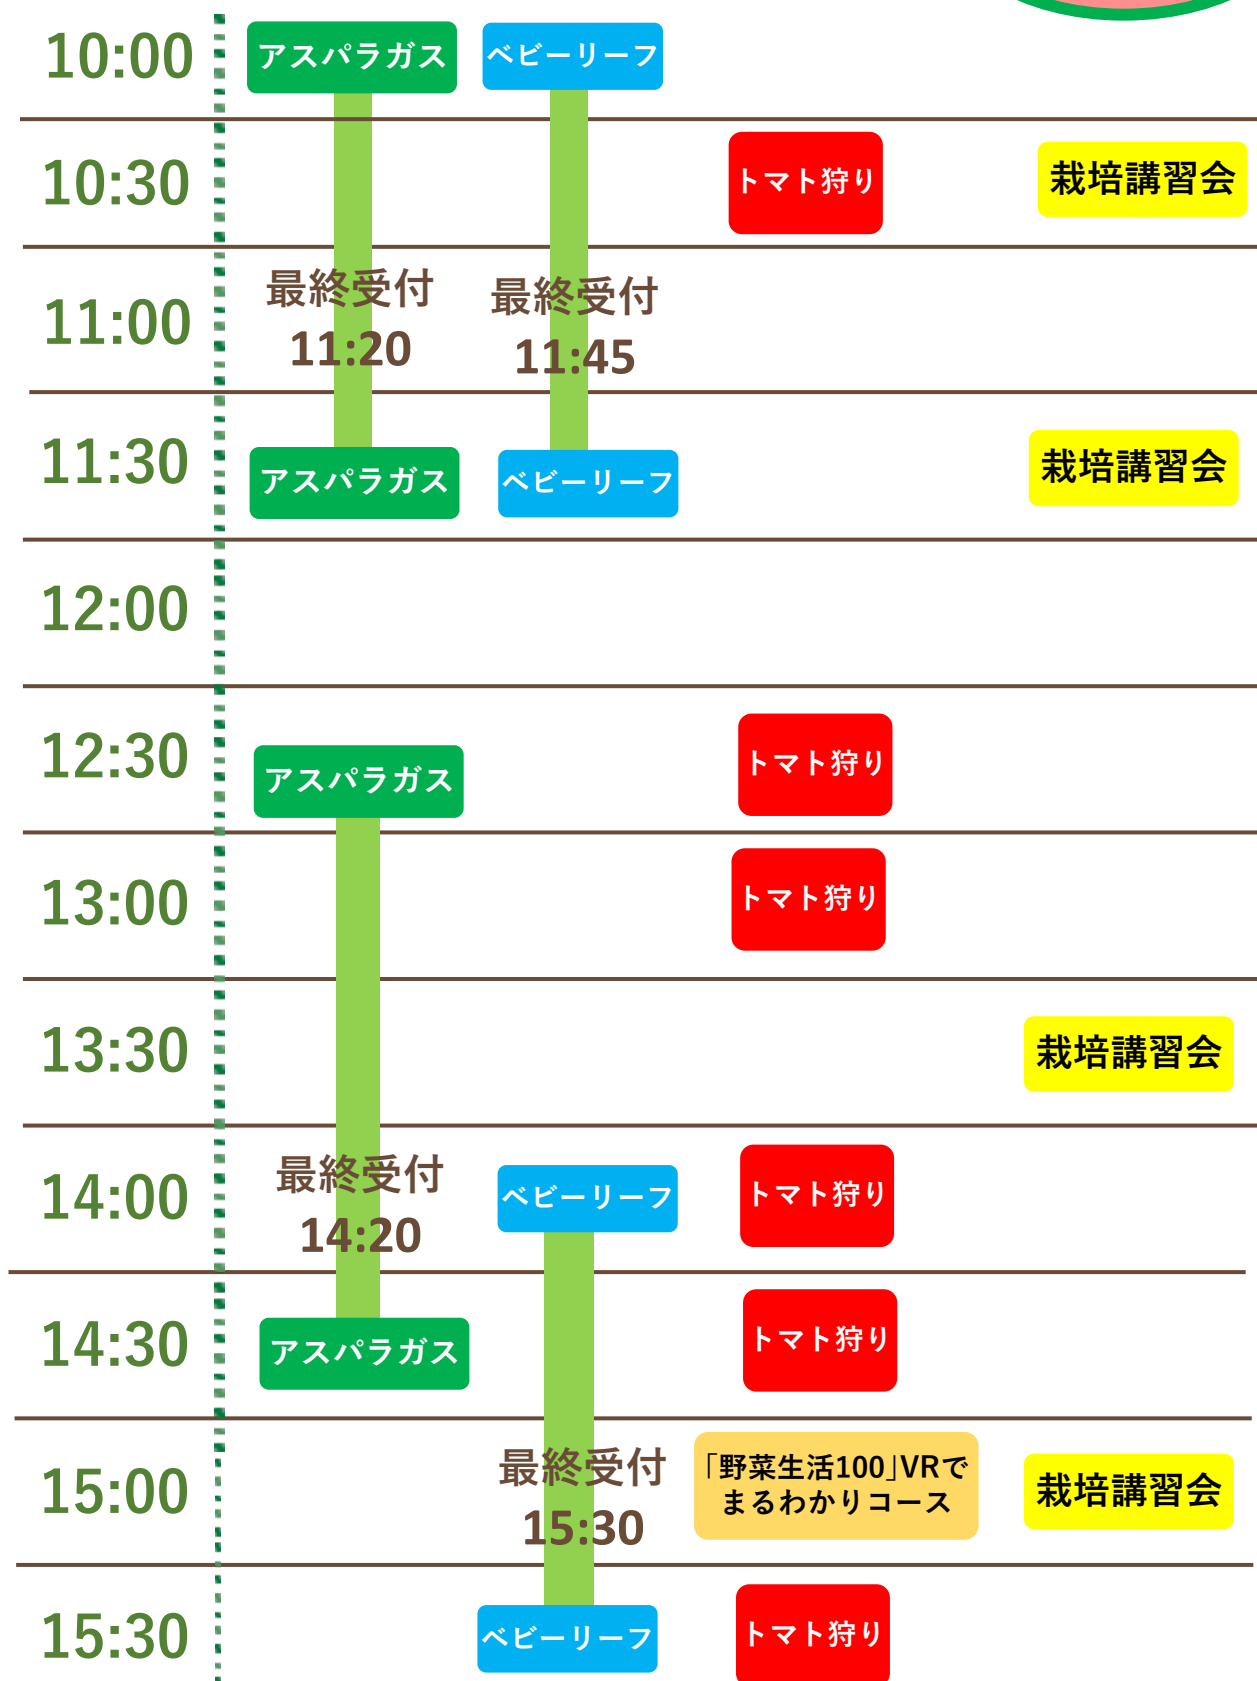 10:00
アスパラガス
ベビーリーフ
10:30
トマト狩り
栽培講習会
11:00
最終受付
11:20
最終受付
11:45
11:30
アスパラガス
ベビーリーフ
栽培講習会
12:00
12:30
アスパラガス
トマト狩り
13:00
トマト狩り
13:30
栽培講習会
14:00
最終受付
14:20
ベビーリーフ
トマト狩り
14:30
アスパラガス
トマト狩り
15:00
最終受付
15:30
「野菜生活100」VRで
まるわかりコース
栽培講習会
15:30
ベビーリーフ
トマト狩り